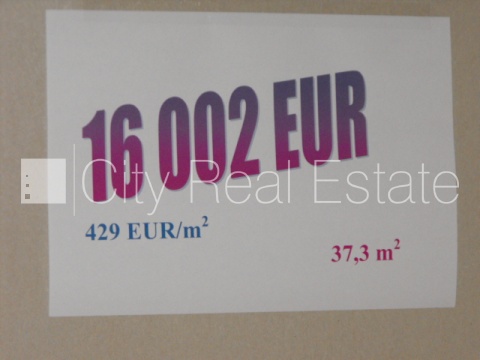 16 002 EUR
City Real Estate
429 EUR/m²
37,3 m²